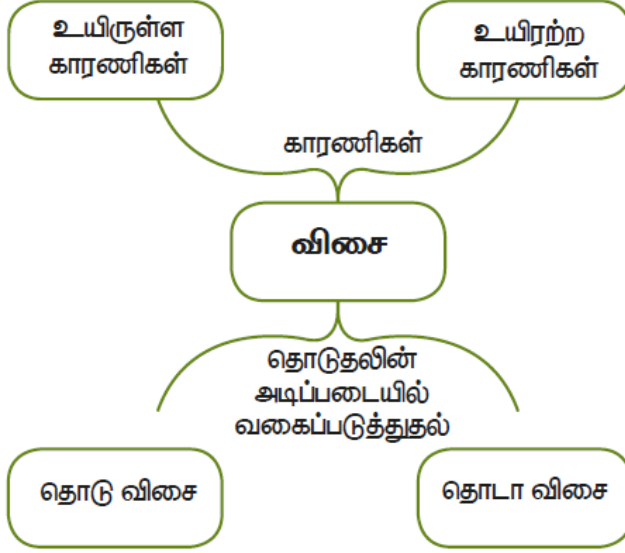 உயிருள்ள
காரணிகள்
உயிரற்ற
காரணிகள்
காரணிகள்
விசை
தொடுதலின்
அடிப்படையில்
வகைப்படுத்துதல்
தொடு விசை
தொடா விசை